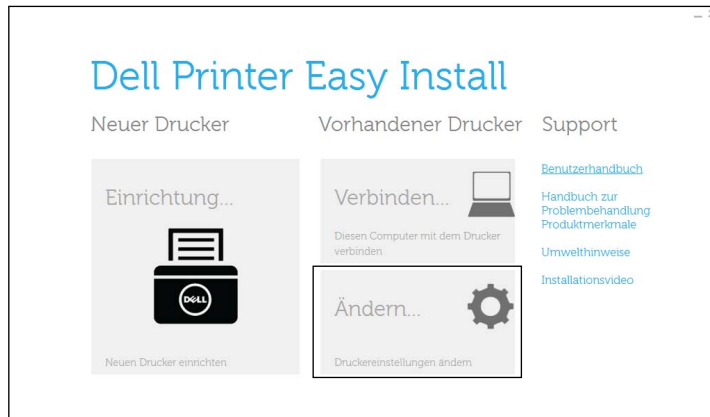 Dell Printer Easy Install
Neuer Drucker
Einrichtung...
DELL
Neuen Drucker einrichten
Vorhandener Drucker
Verbinden...
Diesen Computer mit dem Drucker
verbinden
Ändern...
Druckereinstellungen ändern
Support
Benutzerhandbuch
Handbuch zur
Problembehandlung
Produktmerkmale
Umwelthinweise
Installationsvideo